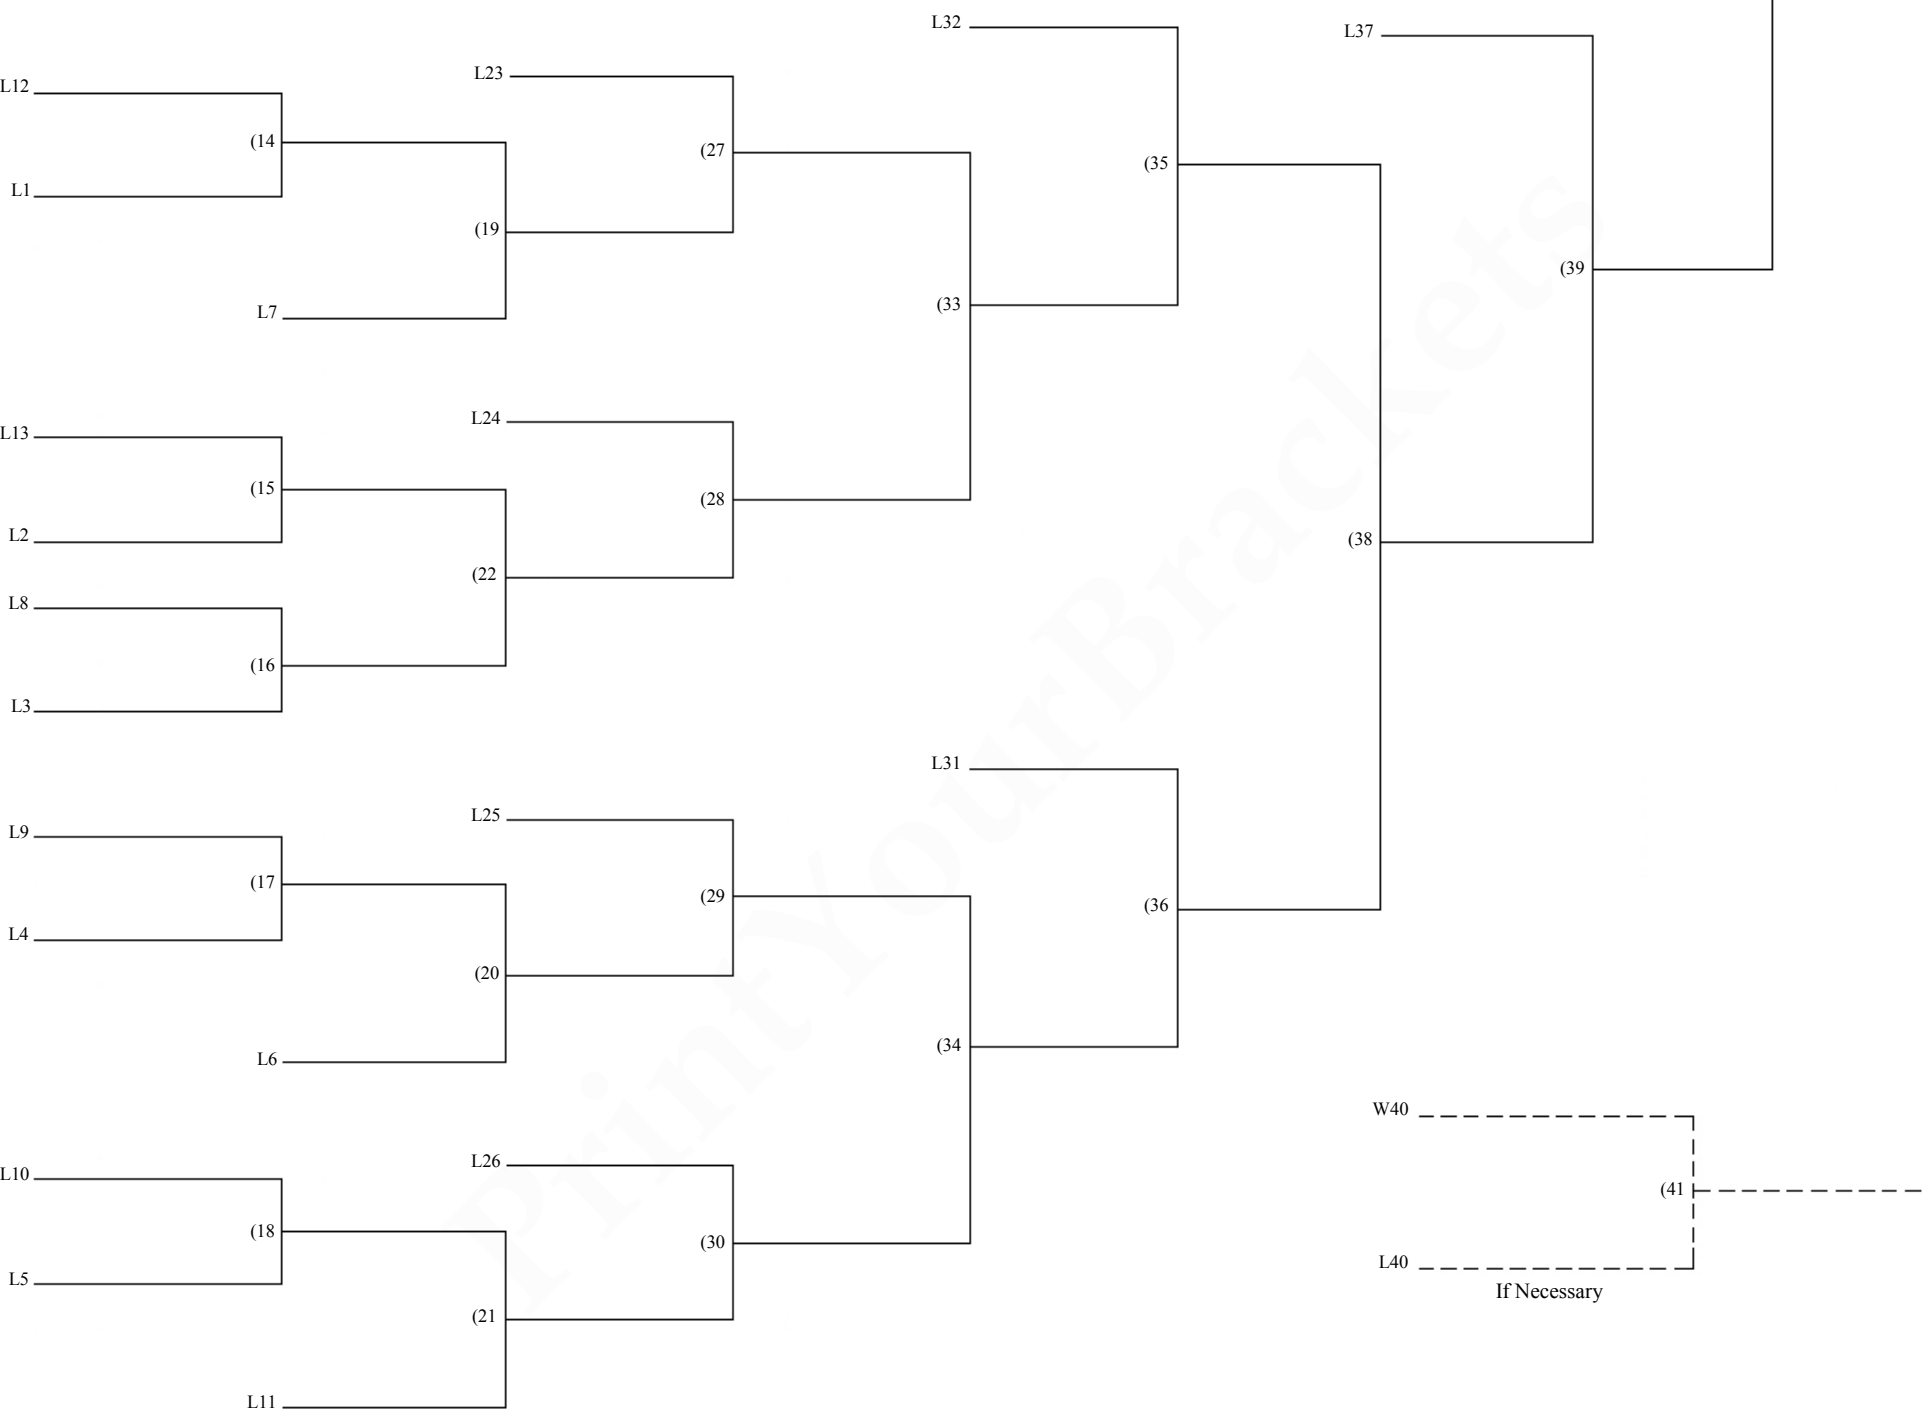 L32
L37
L23
L12
(14
(27
(35
L1
(19
(39
(33
L7
L24
L13
(15
(28
L2
(38
(22
L8
(16
L3
L31
L25
L9
(17
(29
(36
L4
(20
(34
L6
W40
L26
L10
(41
(18
(30
L40
L5
If Necessary
(21
L11
PrintYourBrackets